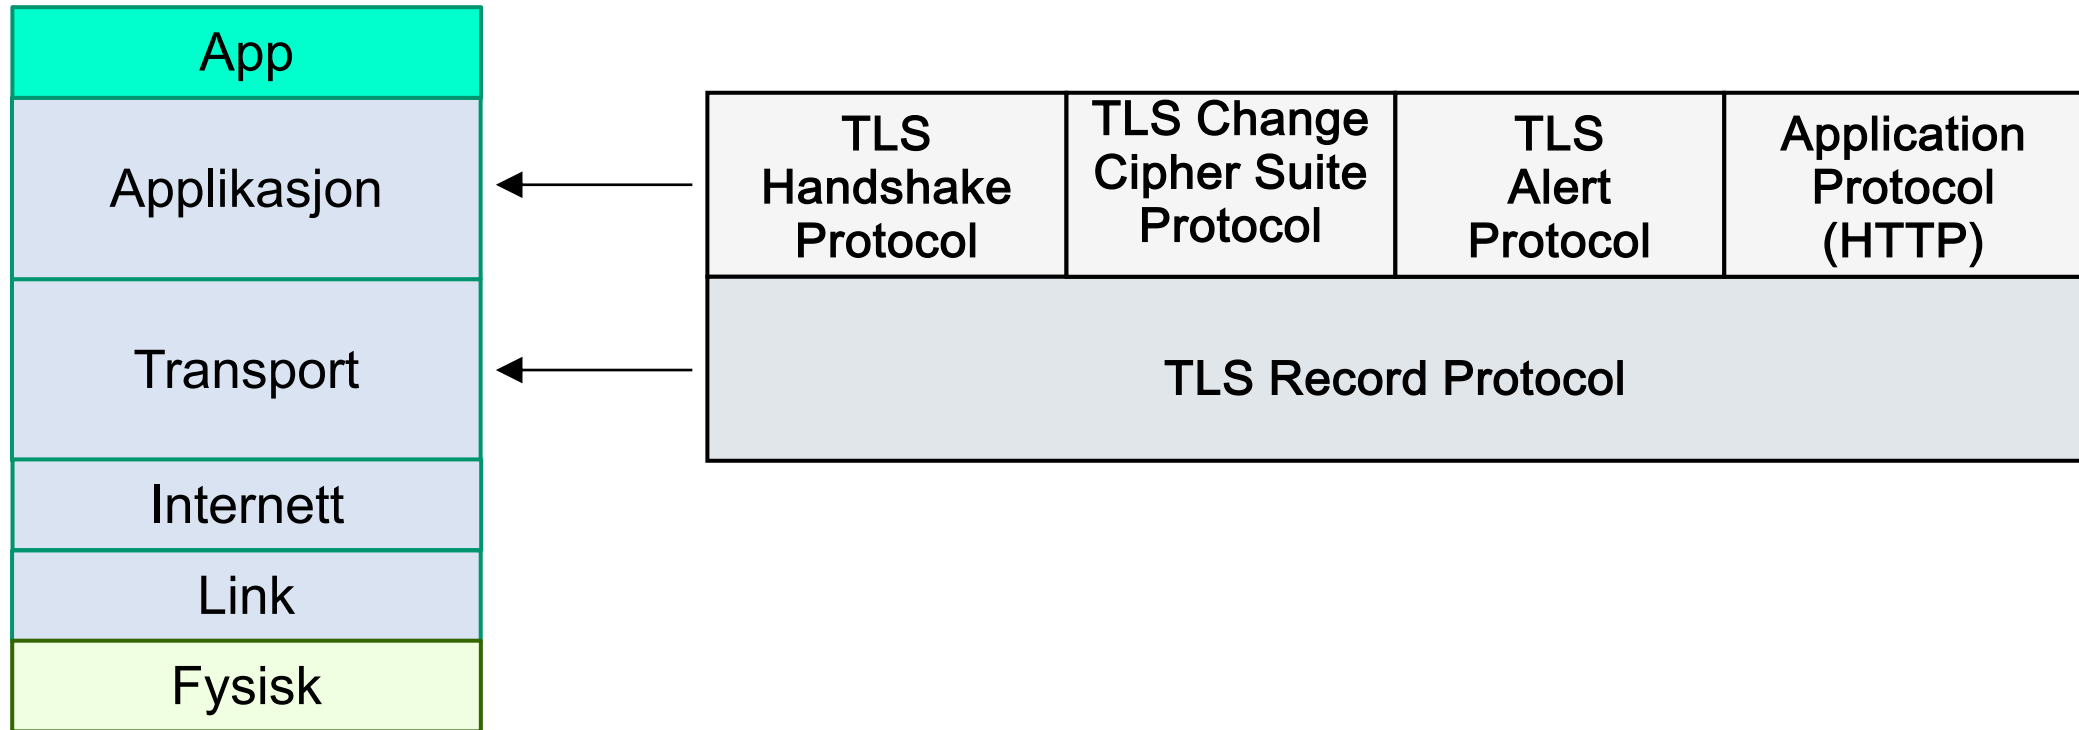 App
Applikasjon
Transport
Internett
Link
Fysisk
TLS
Handshake
Protocol
TLS Change
Cipher Suite
Protocol
TLS
Alert
Protocol
Application
Protocol
(HTTP)
TLS Record Protocol